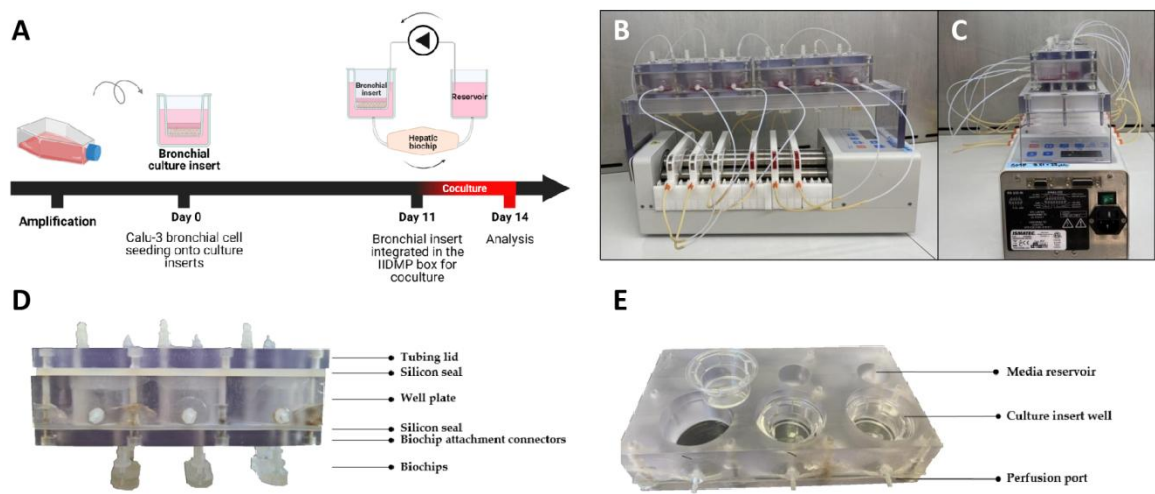 A
Bronchial
insert
Reservoir
Hepatic
biochip
Bronchial
culture insert
Coculture
Amplification
Day 0
Day 11
Day 14
Calu-3 bronchial cell
seeding onto culture
inserts
Bronchial insert
integrated in the
IIDMP box for
coculture
Analysis
B
C
ISMATEC
D
Tubing lid
Silicon seal
Well plate
Silicon seal
Biochip attachment connectors
Biochips
E
Media reservoir
Culture insert well
Perfusion port